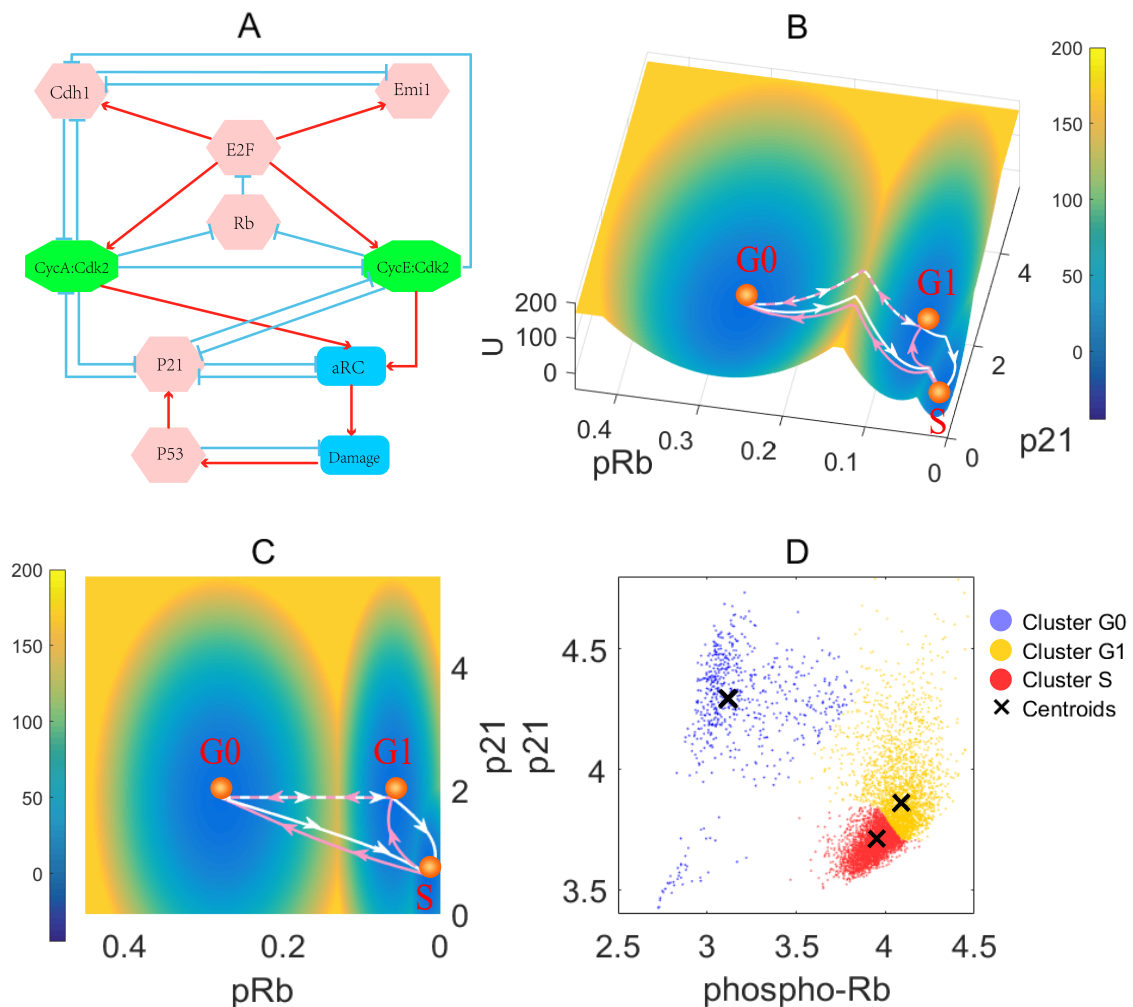 A
Cdh1
Emi1
E2F
Rb
CycA:Cdk2
CycE:Cdk2
P21
aRC
P53
Damage
B
200
150
100
50
0
G0
G1
S
U
200
100
0
0.4
0.3
0.2
0.1
0
pRb
0
2
4
p21
C
200
150
100
50
0
G0
G1
S
4
2
0
p21
0.4
0.2
0
pRb
D
4.5
4
3.5
p21
2.5
3
3.5
4
4.5
phospho-Rb
Cluster G0
Cluster G1
Cluster S
Centroids